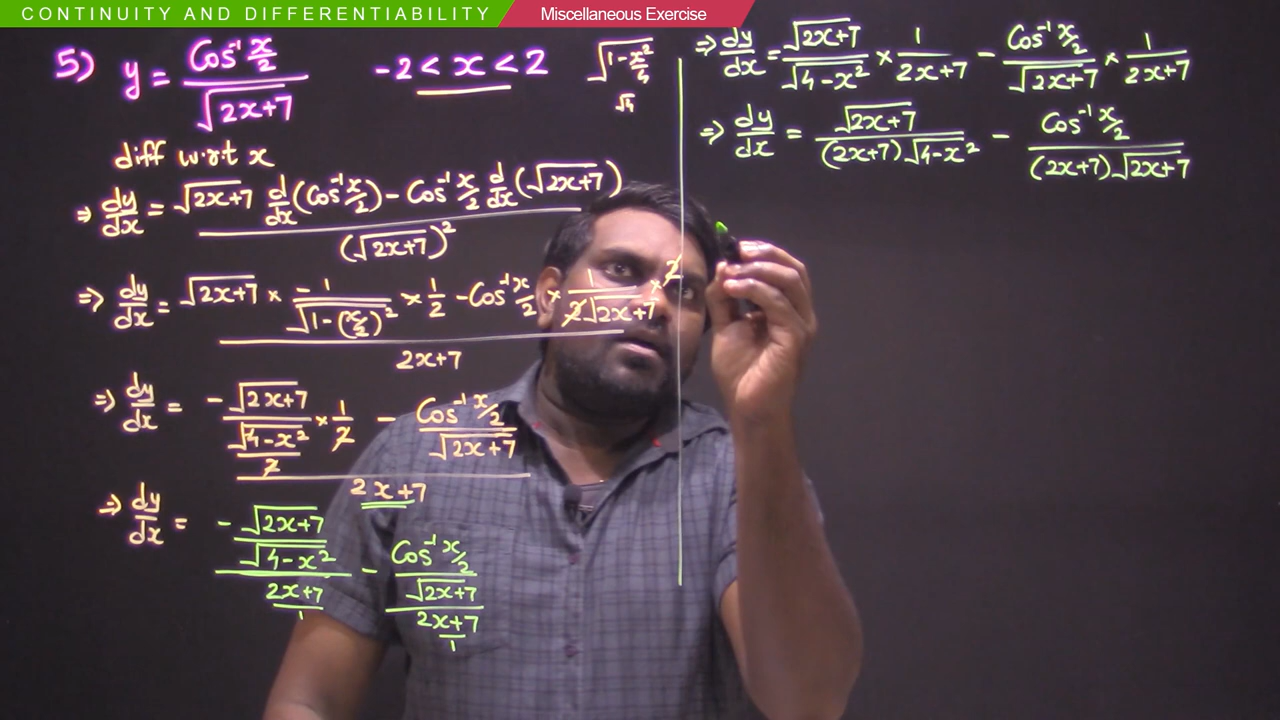 CONTINUITY AND DIFFERENTIABILITY
Miscellaneous Exercise
5) y = Cos⁻¹ x/2 / √(2x+7)   -2 < x < 2   √(1-x²/4)
√4
diff w.r.t x
⇒ dy/dx = (√(2x+7) d/dx (Cos⁻¹ x/2) - Cos⁻¹ x/2 d/dx (√(2x+7))) / (√(2x+7))²
⇒ dy/dx = (√(2x+7) × -1/√(1-(x/2)²) × 1/2 - Cos⁻¹ x/2 × 1/(2√(2x+7)) × 2) / (2x+7)
⇒ dy/dx = (-√(2x+7) / (√(4-x²)/2) × 1/2 - Cos⁻¹ x/2 / √(2x+7)) / (2x+7)
⇒ dy/dx = (-√(2x+7) / √(4-x²)) / ((2x+7)/1) - (Cos⁻¹ x/2 / √(2x+7)) / ((2x+7)/1)
⇒ dy/dx = √(2x+7) / √(4-x²) × 1/(2x+7) - Cos⁻¹ x/2 / √(2x+7) × 1/(2x+7)
⇒ dy/dx = √(2x+7) / ((2x+7)√(4-x²)) - Cos⁻¹ x/2 / ((2x+7)√(2x+7))